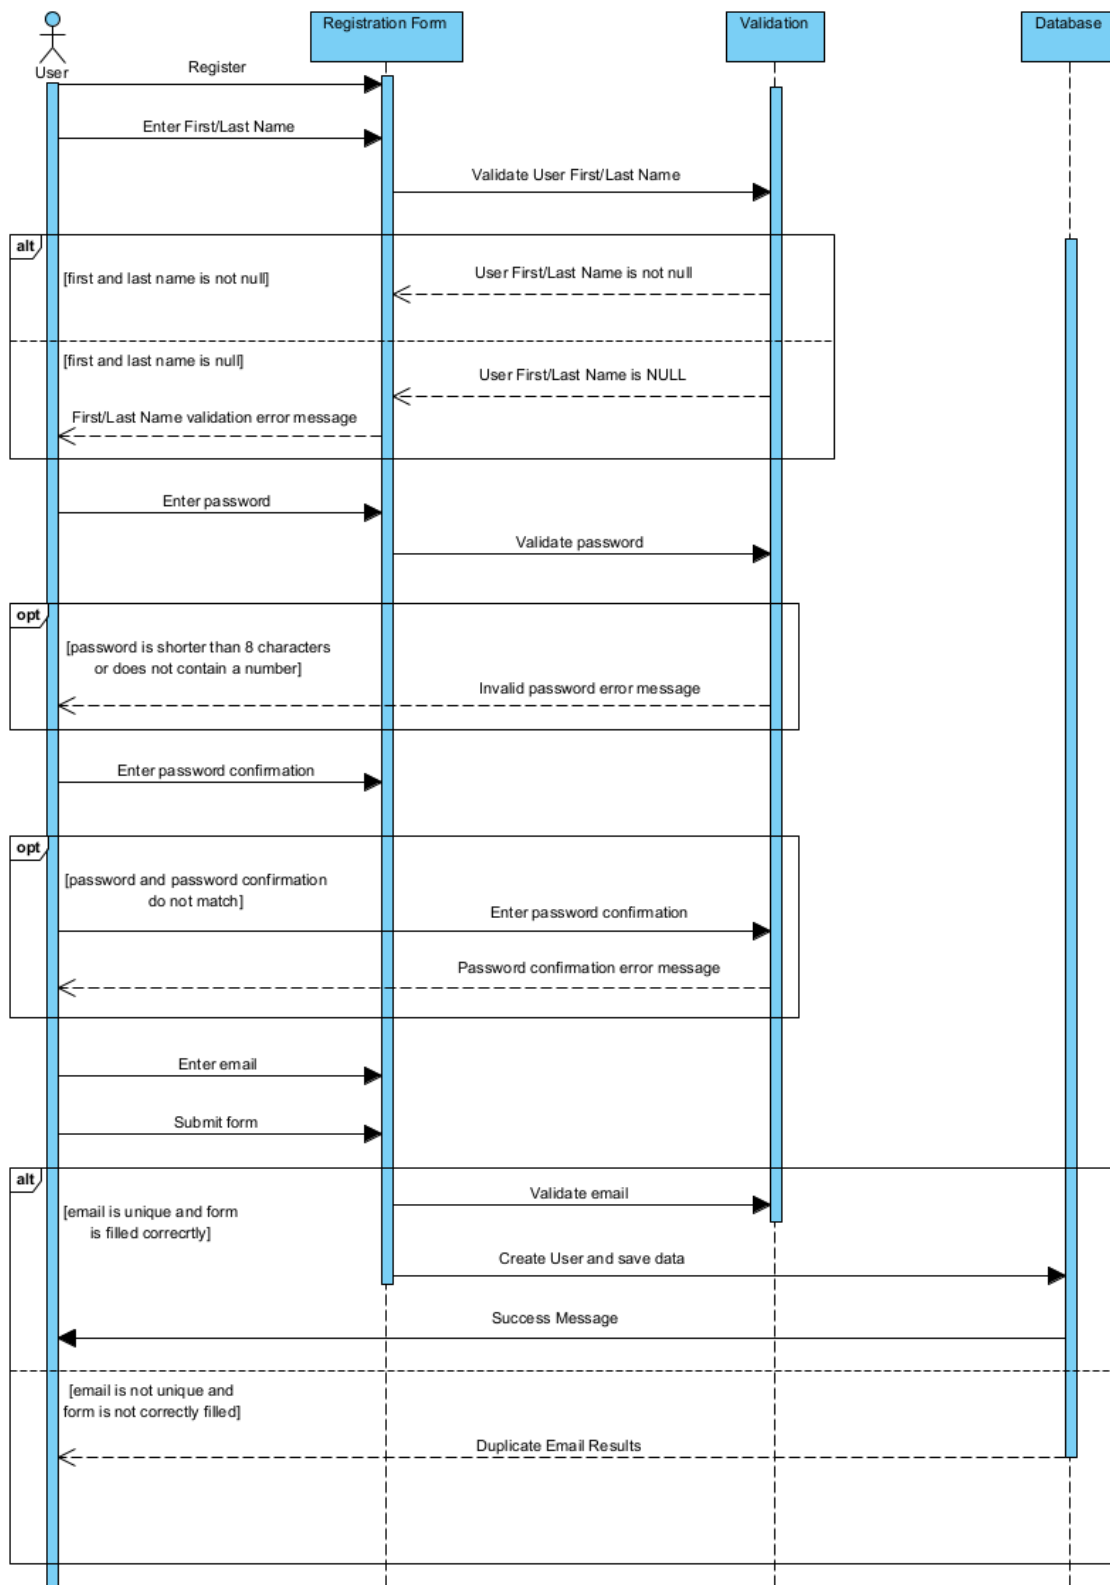 Registration Form
Validation
Database
User
Register
Enter First/Last Name
Validate User First/Last Name
alt
[first and last name is not null]
User First/Last Name is not null
[first and last name is null]
User First/Last Name is NULL
First/Last Name validation error message
Enter password
Validate password
opt
[password is shorter than 8 characters
or does not contain a number]
Invalid password error message
Enter password confirmation
opt
[password and password confirmation
do not match]
Enter password confirmation
Password confirmation error message
Enter email
Submit form
alt
Validate email
[email is unique and form
is filled correcrtly]
Create User and save data
Success Message
[email is not unique and
form is not correctly filled]
Duplicate Email Results